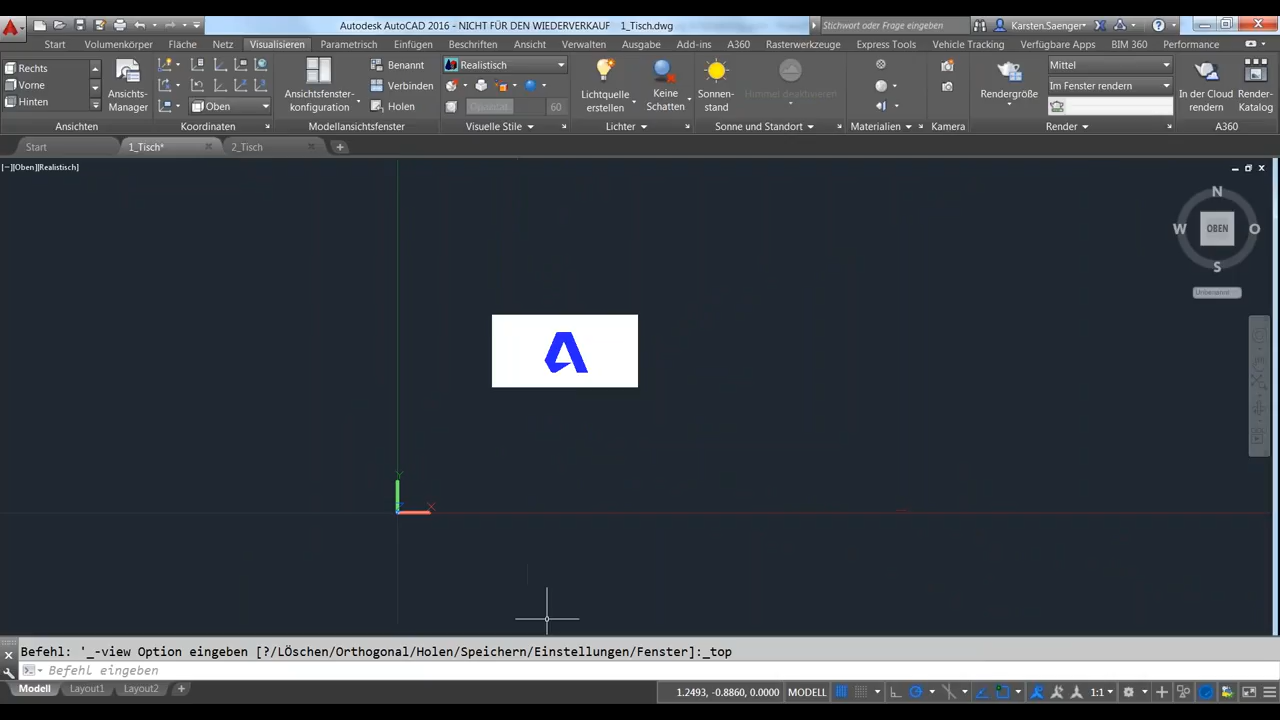 Autodesk AutoCAD 2016 - NICHT FÜR DEN WIEDERVERKAUF 1_Tisch.dwg
Stichwort oder Frage eingeben
Karsten.Saenger
Start Volumenkörper Fläche Netz Visualisieren Parametrisch Einfügen Beschriften Ansicht Verwalten Ausgabe Add-ins A360 Rasterwerkzeuge Express Tools Vehicle Tracking Verfügbare Apps BIM 360 Performance
Rechts
Vorne
Hinten
Ansichts-
Manager
Ansichten
Oben
Koordinaten
Ansichtsfenster-
konfiguration
Benannt
Verbinden
Holen
Modellansichtsfenster
Realistisch
Opazität 60
Visuelle Stile
Lichtquelle
erstellen
Keine
Schatten
Lichter
Sonnen-
stand
Himmel deaktivieren
Sonne und Standort
Materialien
Kamera
Rendergröße
Mittel
Im Fenster rendern
Render
In der Cloud
rendern
Render-
Katalog
A360
Start 1_Tisch* 2_Tisch
[−][Oben][Realistisch]
N
W OBEN O
S
Unbenannt
Y
X
Befehl: '_-view Option eingeben [?/LÖschen/Orthogonal/Holen/Speichern/Einstellungen/Fenster]:_top
Befehl eingeben
Modell Layout1 Layout2
1.2493, -0.8860, 0.0000 MODELL 1:1